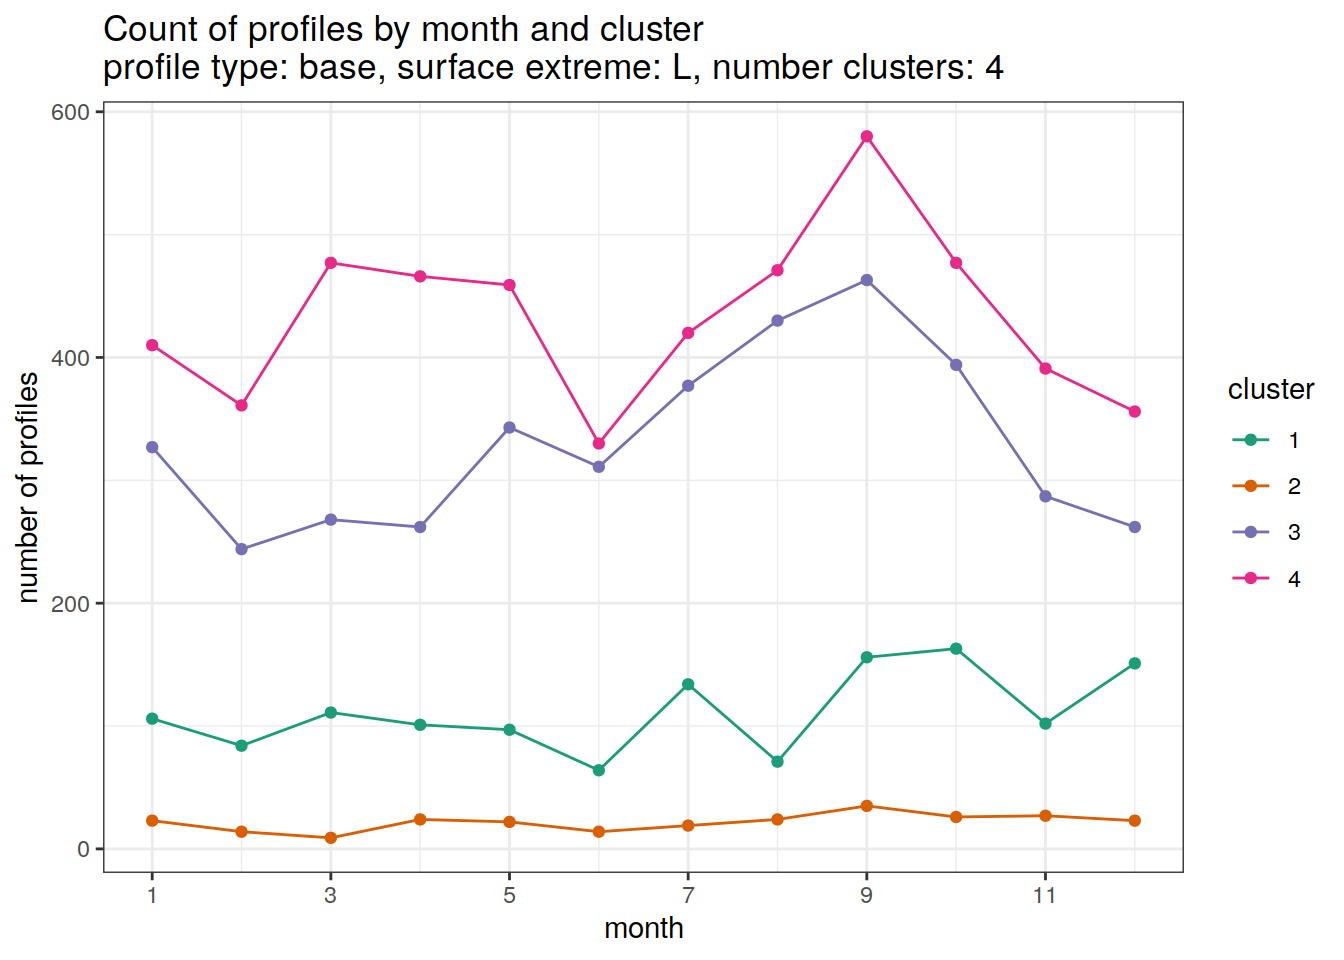 Count of profiles by month and cluster
profile type: base, surface extreme: L, number clusters: 4
600
400
200
0
number of profiles
1 3 5 7 9 11
month
cluster
1
2
3
4